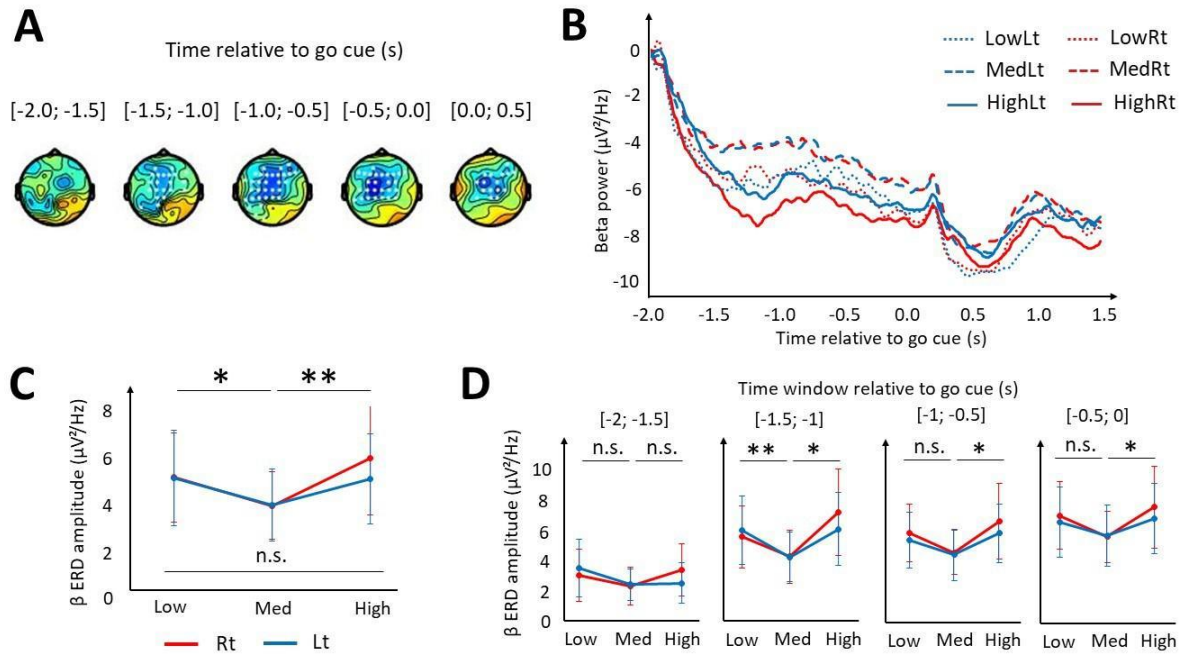 A
Time relative to go cue (s)
[-2.0; -1.5] [-1.5; -1.0] [-1.0; -0.5] [-0.5; 0.0] [0.0; 0.5]
B
LowLt LowRt
MedLt MedRt
HighLt HighRt
Beta power (µV²/Hz)
0
-2
-4
-6
-8
-10
-2.0 -1.5 -1.0 -0.5 0.0 0.5 1.0 1.5
Time relative to go cue (s)
C
* **
β ERD amplitude (µV²/Hz)
8
6
4
2
0
n.s.
Low Med High
Rt Lt
D
Time window relative to go cue (s)
[-2; -1.5] [-1.5; -1] [-1; -0.5] [-0.5; 0]
n.s. n.s. ** * n.s. * n.s. *
β ERD amplitude (µV²/Hz)
10
8
6
4
2
0
Low Med High Low Med High Low Med High Low Med High